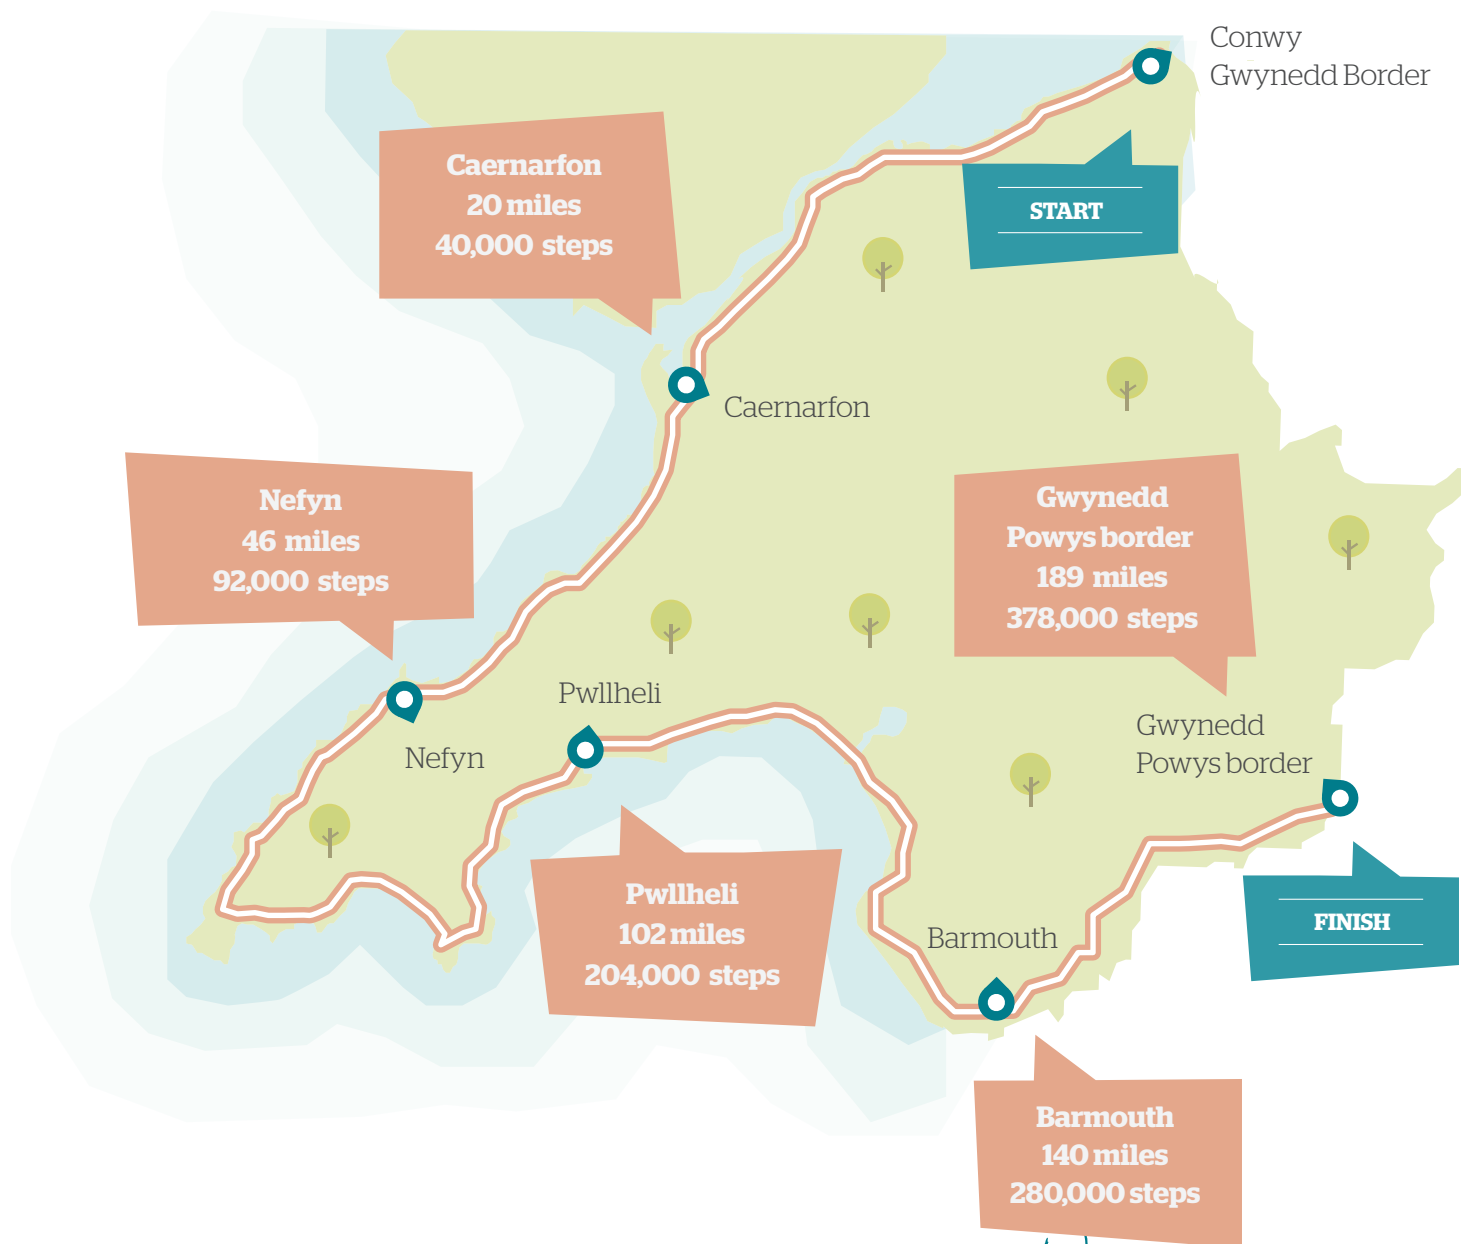 Conwy
Gwynedd Border
START
Caernarfon
20 miles
40,000 steps
Caernarfon
Nefyn
46 miles
92,000 steps
Nefyn
Pwllheli
Pwllheli
102 miles
204,000 steps
Barmouth
Barmouth
140 miles
280,000 steps
Gwynedd
Powys border
189 miles
378,000 steps
Gwynedd
Powys border
FINISH